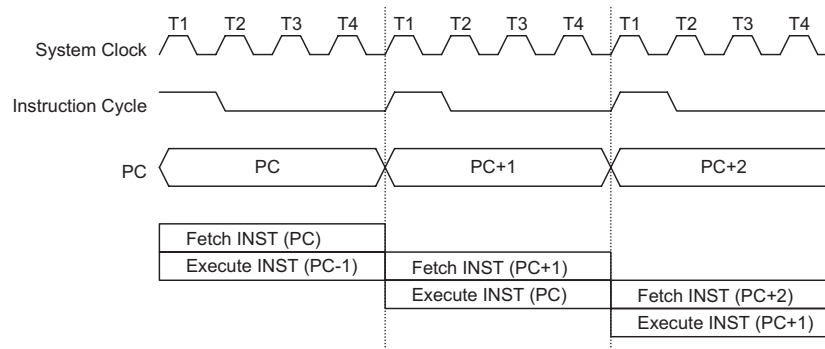 T1 T2 T3 T4 T1 T2 T3 T4 T1 T2 T3 T4
System Clock
Instruction Cycle
PC PC PC+1 PC+2
Fetch INST (PC)
Execute INST (PC-1) Fetch INST (PC+1)
Execute INST (PC) Fetch INST (PC+2)
Execute INST (PC+1)